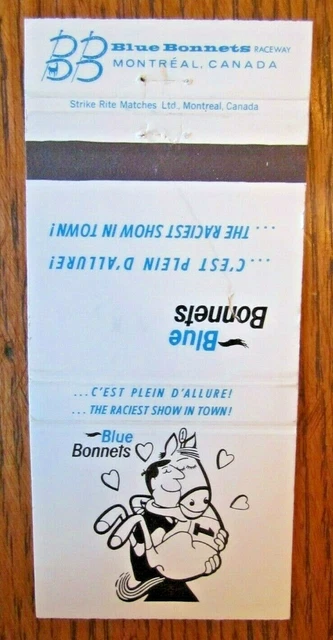 BB Blue Bonnets RACEWAY
MONTRÉAL, CANADA
Strike Rite Matches Ltd., Montreal, Canada
...THE RACIEST SHOW IN TOWN!
...C'EST PLEIN D'ALLURE!
Blue
Bonnets
...C'EST PLEIN D'ALLURE!
...THE RACIEST SHOW IN TOWN!
Blue
Bonnets
1